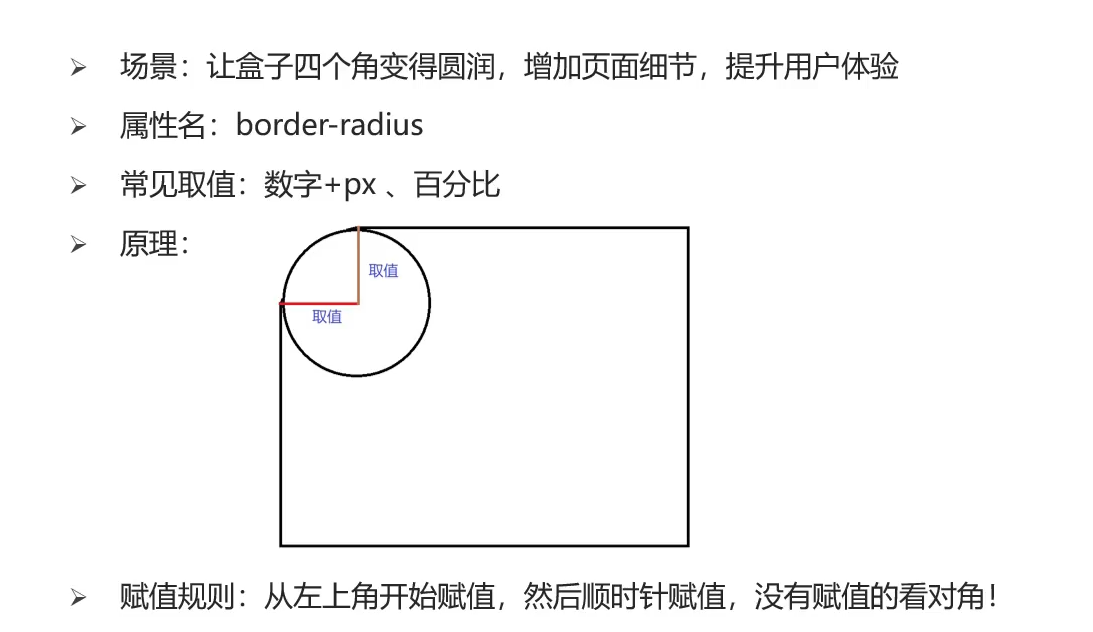 场景：让盒子四个角变得圆润，增加页面细节，提升用户体验
属性名：border-radius
常见取值：数字+px 、百分比
原理：
取值
取值
赋值规则：从左上角开始赋值，然后顺时针赋值，没有赋值的看对角！